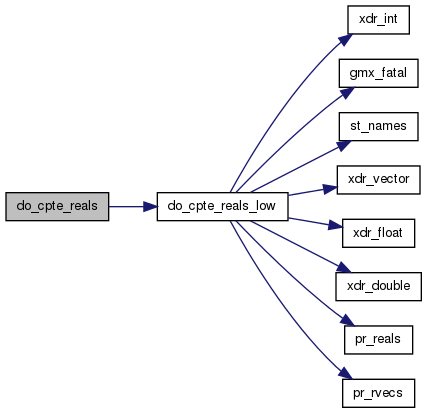 do_cpte_reals
do_cpte_reals_low
xdr_int
gmx_fatal
st_names
xdr_vector
xdr_float
xdr_double
pr_reals
pr_rvecs